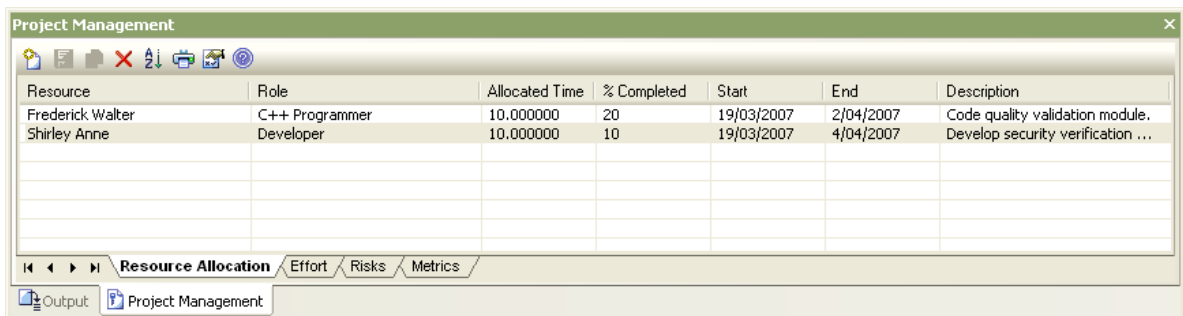 Project Management
Resource Role Allocated Time % Completed Start End Description
Frederick Walter C++ Programmer 10.000000 20 19/03/2007 2/04/2007 Code quality validation module.
Shirley Anne Developer 10.000000 10 19/03/2007 4/04/2007 Develop security verification ...
Resource Allocation Effort Risks Metrics
Output Project Management